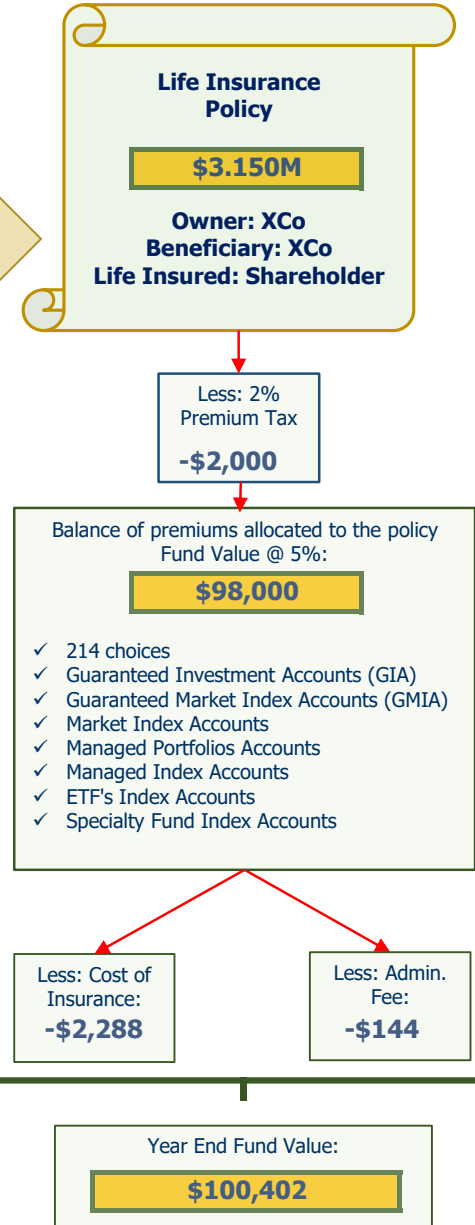 Life Insurance
Policy
$3.150M
Owner: XCo
Beneficiary: XCo
Life Insured: Shareholder
Less: 2%
Premium Tax
-$2,000
Balance of premiums allocated to the policy
Fund Value @ 5%:
$98,000
✓ 214 choices
✓ Guaranteed Investment Accounts (GIA)
✓ Guaranteed Market Index Accounts (GMIA)
✓ Market Index Accounts
✓ Managed Portfolios Accounts
✓ Managed Index Accounts
✓ ETF's Index Accounts
✓ Specialty Fund Index Accounts
Less: Cost of
Insurance:
-$2,288
Less: Admin.
Fee:
-$144
Year End Fund Value:
$100,402